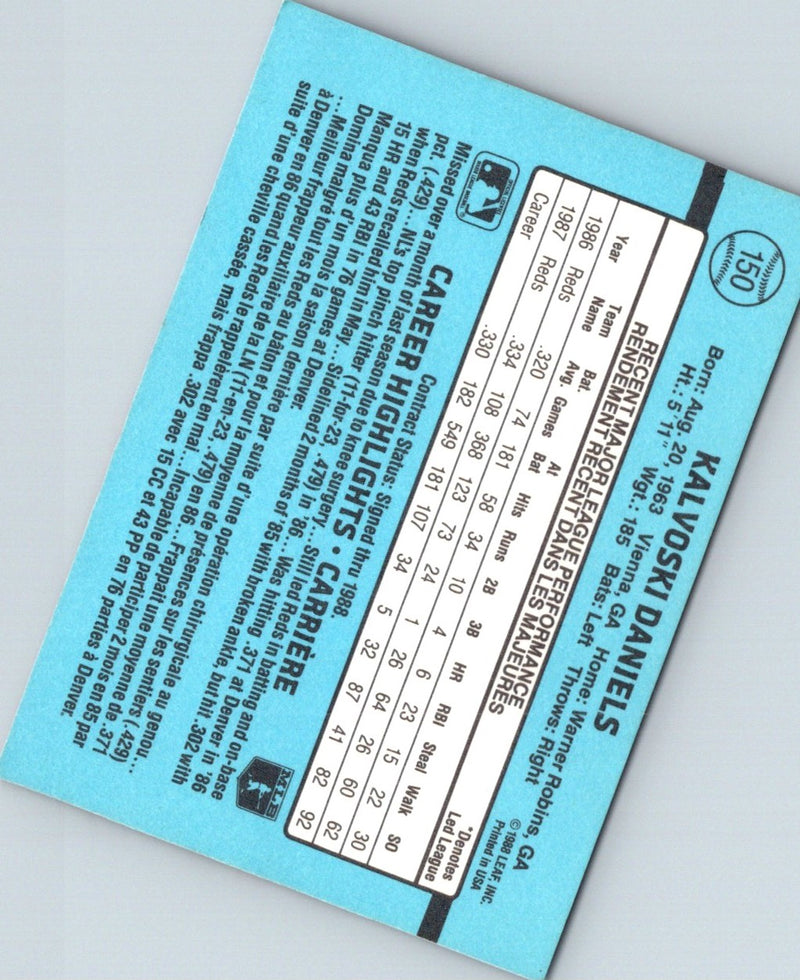 150
KAL VOSKI DANIELS
Born: Aug. 20, 1963 Vienna, GA Home: Warner Robins, GA
Ht.: 5'11" Wgt.: 185 Bats: Left Throws: Right
© 1988 LEAF, INC.
Printed in USA
RECENT MAJOR LEAGUE PERFORMANCE
RENDEMENT RÉCENT DANS LES MAJEURES
*Denotes
Led League
Year Team Name Bat. Avg. Games At Bat Hits Runs 2B 3B HR RBI Steal Walk SO
1986 Reds .320 74 181 58 34 10 4 6 23 15 22 30
1987 Reds .334 108 368 123 73 24 1 26 64 26 60 62
Career .330 182 549 181 107 34 5 32 87 41 82 92
CAREER HIGHLIGHTS • CARRIÈRE
MLB
Contract Status: Signed thru 1988.
Missed over a month of last season due to knee surgery...Still led Reds in batting and on-base
pct. (.429)...NL's top pinch hitter (11-for-23, .479) in '86...Was hitting .371 at Denver in '86
when Reds recalled him in May...Sidelined 2 months of '85 with broken ankle, but hit .302 with
15 HR and 43 RBI in 76 games at Denver.
Manqua plus d'un mois la saison dernière par suite d'une opération chirurgicale au genou...
Domina malgré tout les Reds au bâton et pour la moyenne de présences sur les sentiers (.429)
...Meilleur frappeur auxiliaire de la LN (11-en-23, .479) en 86...Frappait une moyenne de .371
à Denver en 86 quand les Reds le rappelèrent en mai...Incapable de participer 2 mois en 85 par
suite d'une cheville cassée, mais frappa .302 avec 15 CC et 43 PP en 76 parties à Denver.